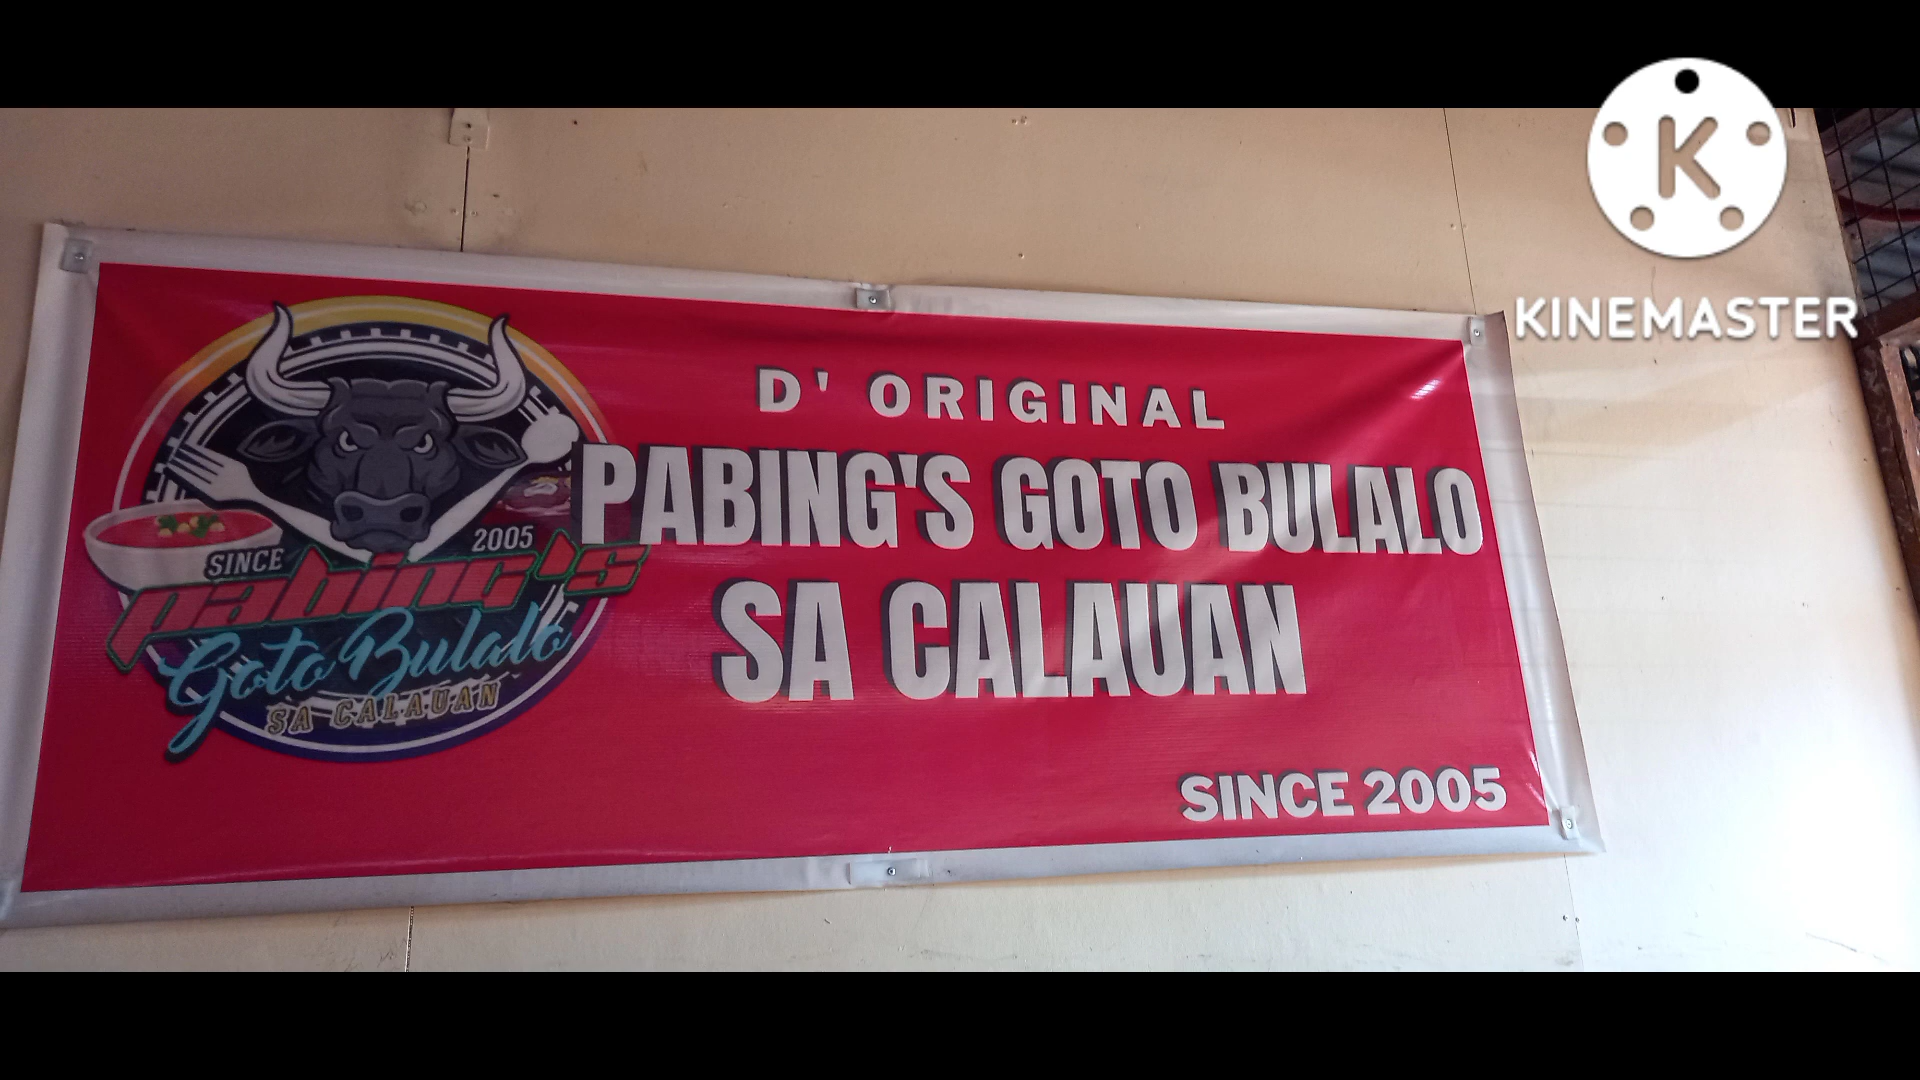 K
KINEMASTER
D' ORIGINAL
PABING'S GOTO BULALO
SA CALAUAN
SINCE 2005
SINCE 2005
pabing's
Goto Bulalo
SA CALAUAN